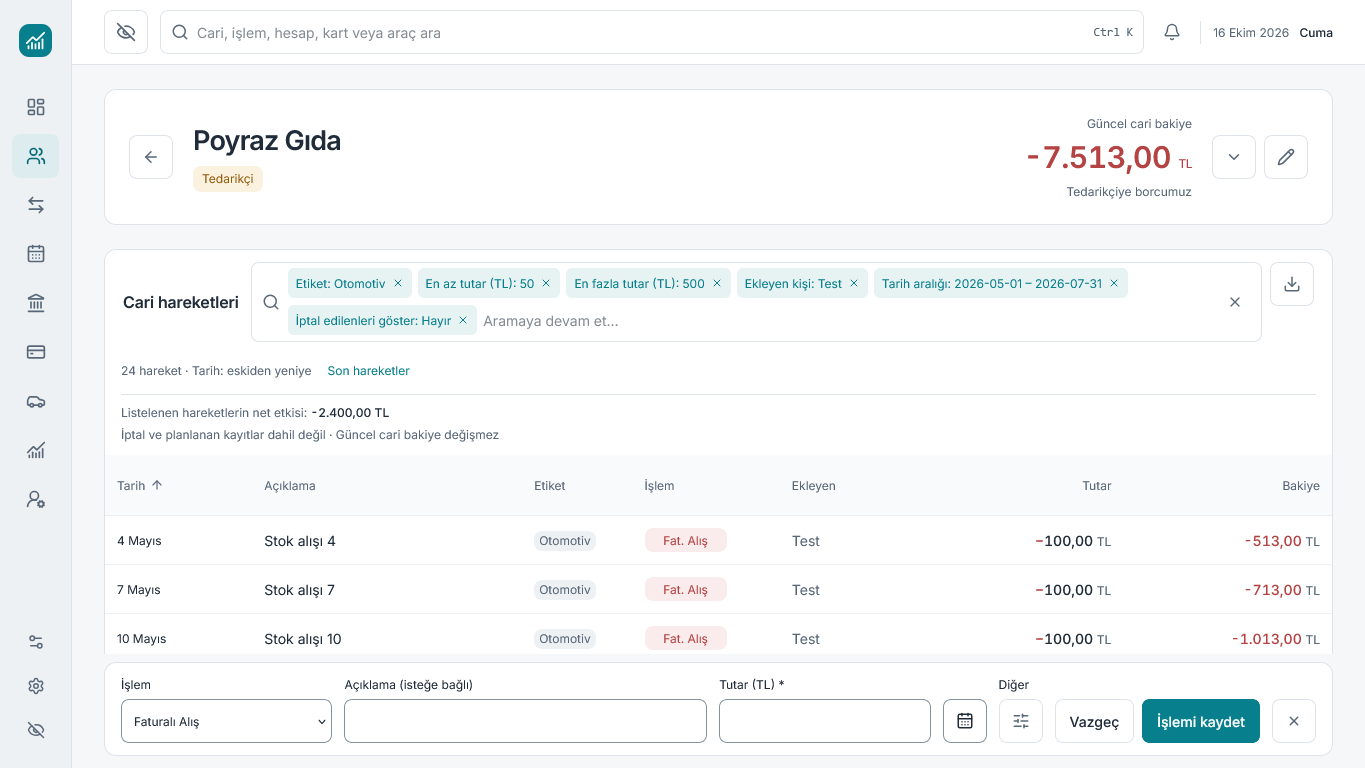 Cari, işlem, hesap, kart veya araç ara
Ctrl K
16 Ekim 2026 Cuma
Poyraz Gıda
Tedarikçi
Güncel cari bakiye
-7.513,00 TL
Tedarikçiye borcumuz
Cari hareketleri
Etiket: Otomotiv
En az tutar (TL): 50
En fazla tutar (TL): 500
Ekleyen kişi: Test
Tarih aralığı: 2026-05-01 – 2026-07-31
İptal edilenleri göster: Hayır
Aramaya devam et...
24 hareket · Tarih: eskiden yeniye Son hareketler
Listelenen hareketlerin net etkisi: -2.400,00 TL
İptal ve planlanan kayıtlar dahil değil · Güncel cari bakiye değişmez
Tarih Açıklama Etiket İşlem Ekleyen Tutar Bakiye
4 Mayıs Stok alışı 4 Otomotiv Fat. Alış Test −100,00 TL -513,00 TL
7 Mayıs Stok alışı 7 Otomotiv Fat. Alış Test −100,00 TL -713,00 TL
10 Mayıs Stok alışı 10 Otomotiv Fat. Alış Test −100,00 TL -1.013,00 TL
İşlem Açıklama (isteğe bağlı) Tutar (TL) * Diğer
Faturalı Alış Vazgeç İşlemi kaydet